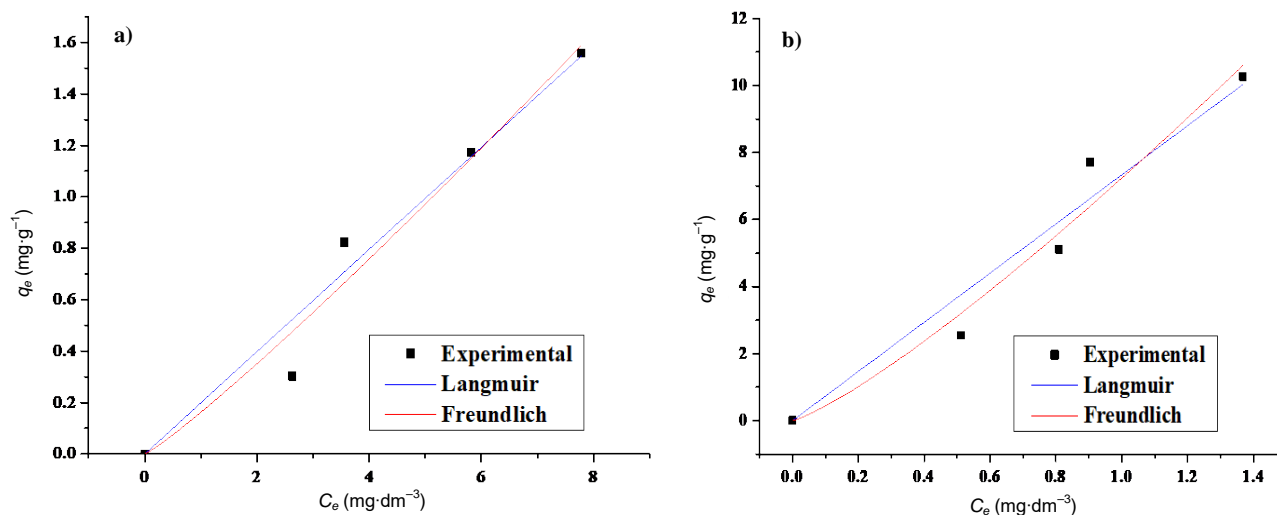 a)
1.6
1.4
1.2
1.0
0.8
0.6
0.4
0.2
0.0
qe (mg·g⁻¹)
0 2 4 6 8
Ce (mg·dm⁻³)
Experimental
Langmuir
Freundlich
b)
12
10
8
6
4
2
0
qe (mg·g⁻¹)
0.0 0.2 0.4 0.6 0.8 1.0 1.2 1.4
Ce (mg·dm⁻³)
Experimental
Langmuir
Freundlich